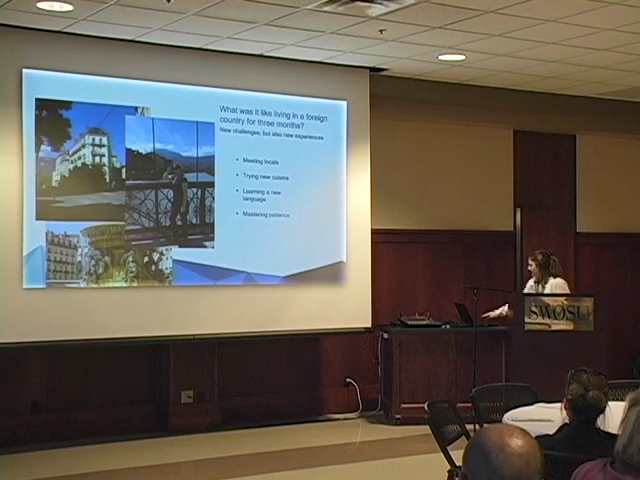 What was it like living in a foreign
country for three months?
New challenges, but also new experiences
• Meeting locals
• Trying new cuisine
• Learning a new
language
• Mastering patience
SWOSU